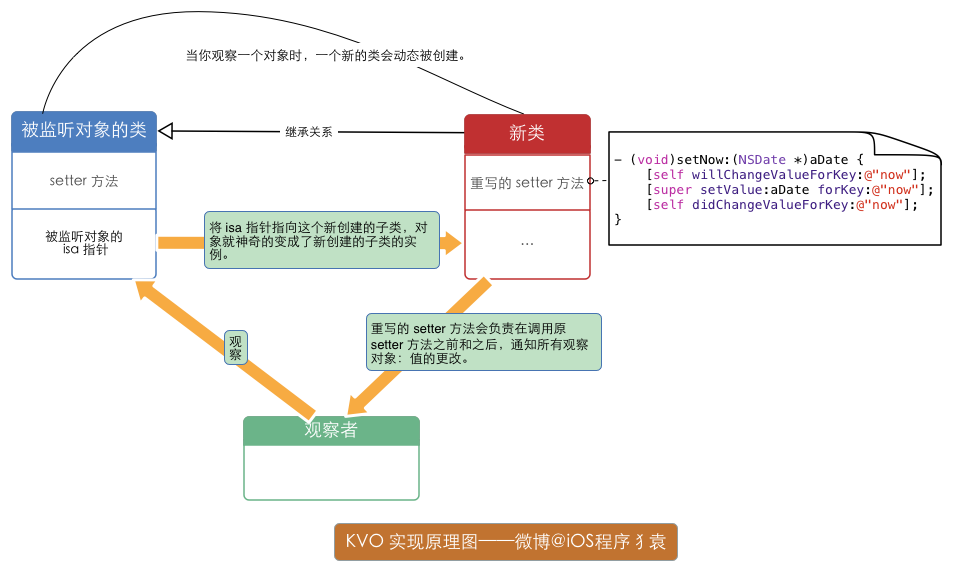 当你观察一个对象时，一个新的类会动态被创建。
被监听对象的类
setter 方法
被监听对象的
isa 指针
继承关系
新类
重写的 setter 方法
...
- (void)setNow:(NSDate *)aDate {
[self willChangeValueForKey:@"now"];
[super setValue:aDate forKey:@"now"];
[self didChangeValueForKey:@"now"];
}
将 isa 指针指向这个新创建的子类，对
象就神奇的变成了新创建的子类的实
例。
重写的 setter 方法会负责在调用原
setter 方法之前和之后，通知所有观察
对象：值的更改。
观
察
观察者
KVO 实现原理图——微博@iOS程序犭袁